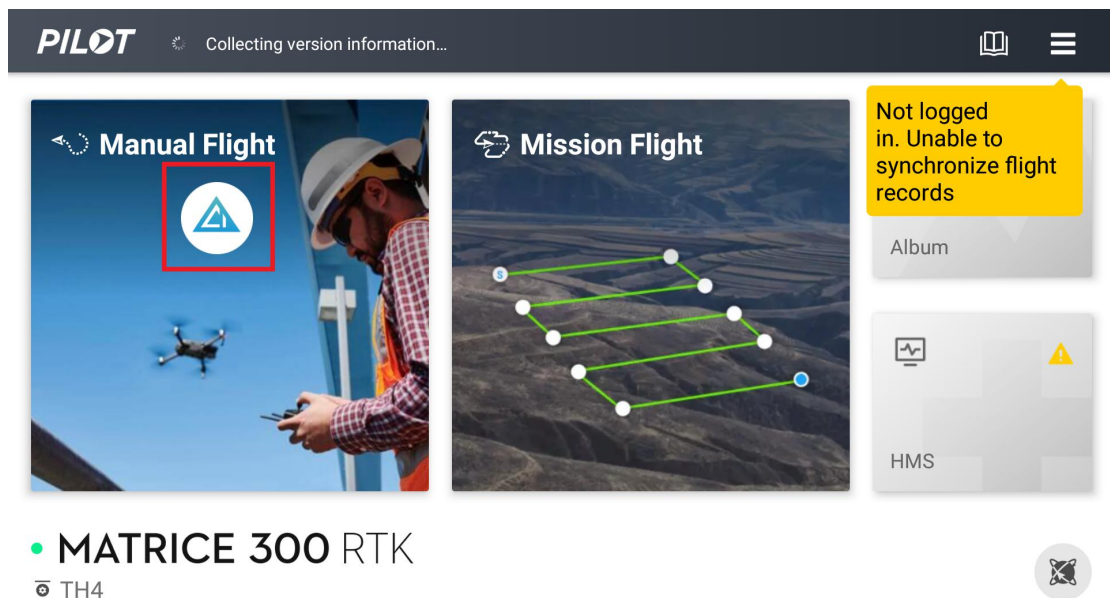 PILOT
Collecting version information...
Manual Flight
Mission Flight
S
Not logged
in. Unable to
synchronize flight
records
Album
HMS
MATRICE 300 RTK
TH4